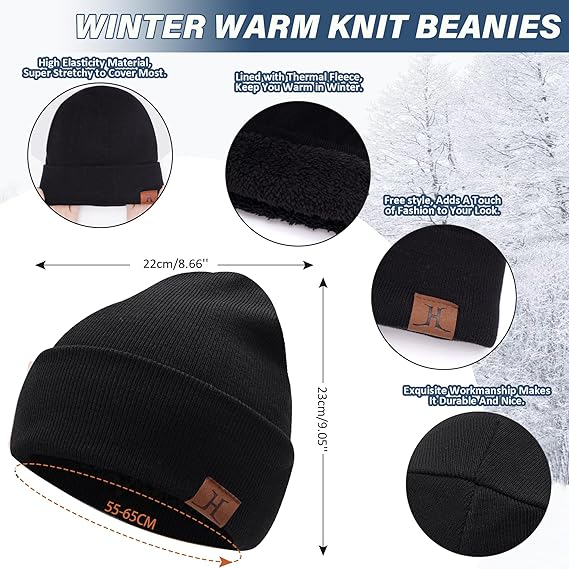 WINTER WARM KNIT BEANIES
High Elasticity Material,
Super Stretchy to Cover Most.
Lined with Thermal Fleece,
Keep You Warm in Winter.
Free style, Adds A Touch
of Fashion to Your Look.
22cm/8.66''
23cm/9.05''
Exquisite Workmanship Makes
It Durable And Nice.
55-65CM
H
H